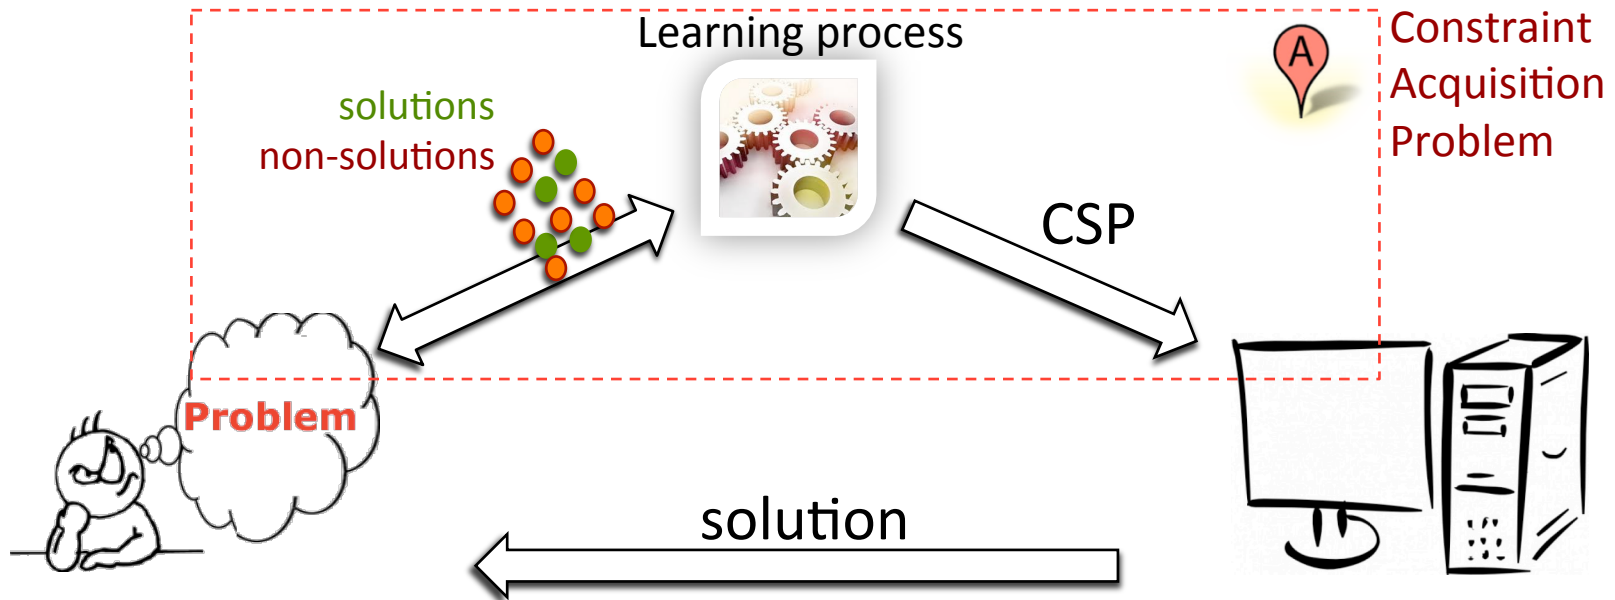 Learning process
A
Constraint
Acquisition
Problem
solutions
non-solutions
CSP
Problem
solution